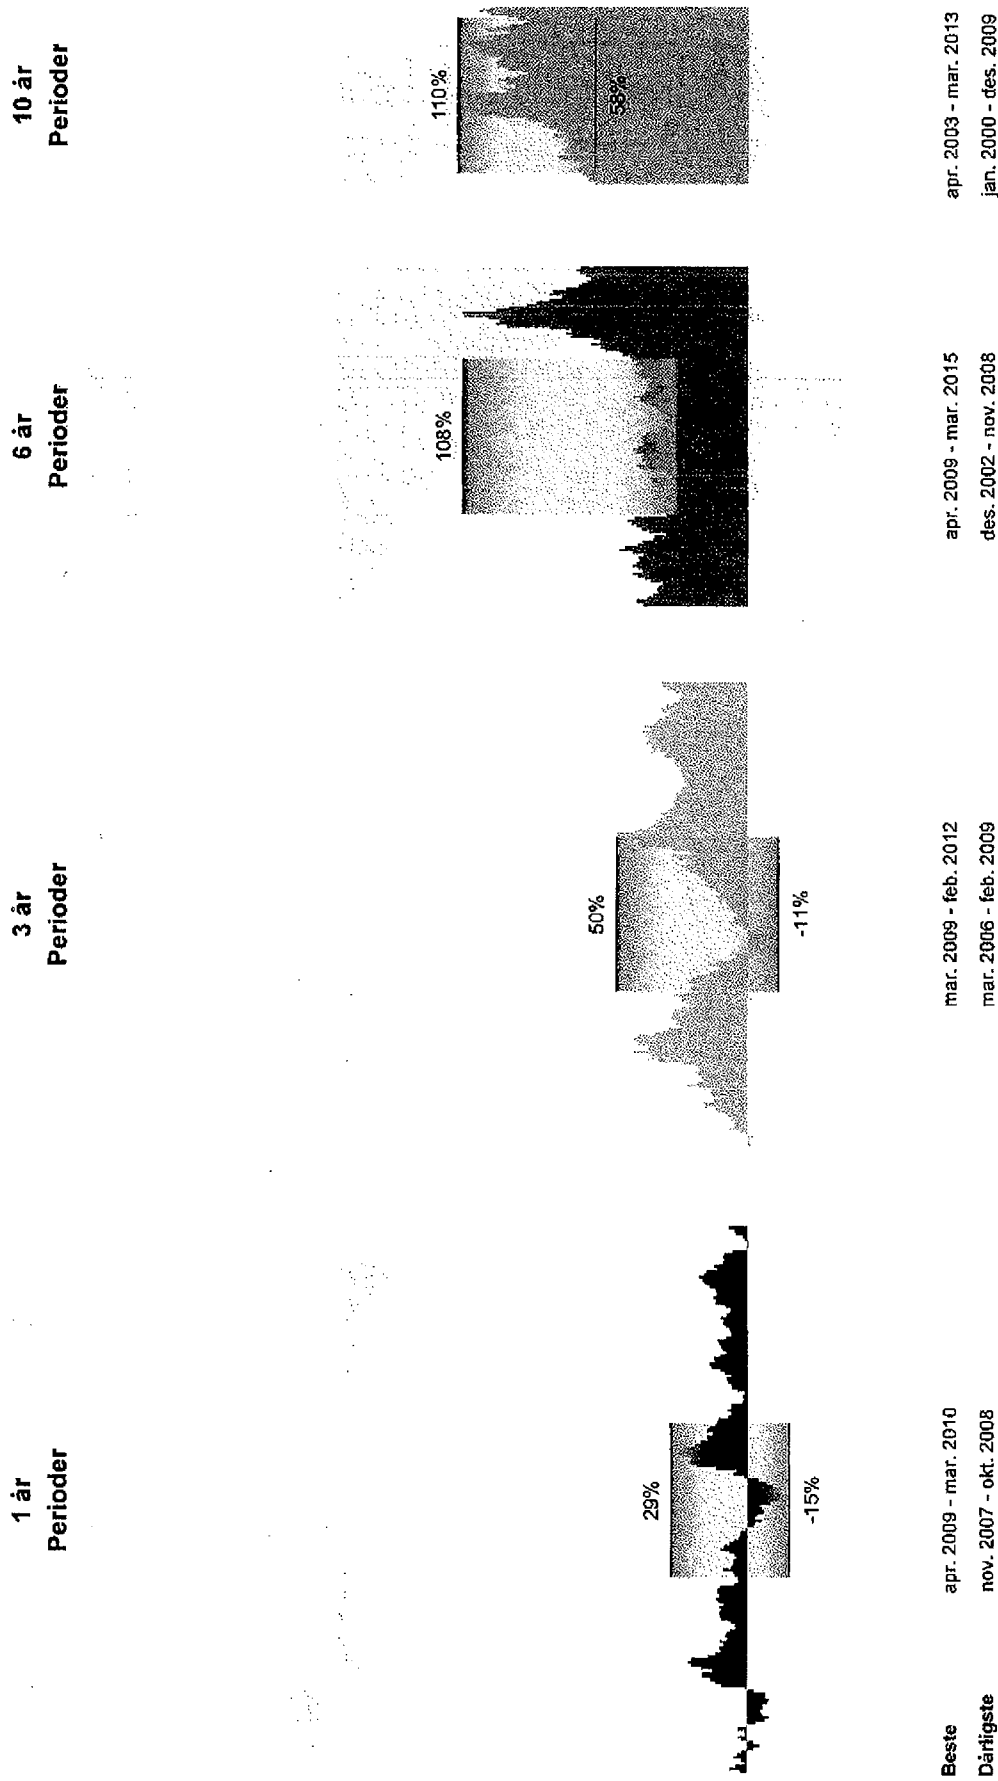 1 år 3 år 6 år 10 år
Perioder Perioder Perioder Perioder
110%
108%
58%
50%
29%
-11%
-15%
Beste apr. 2009 - mar. 2010 mar. 2009 - feb. 2012 apr. 2009 - mar. 2015 apr. 2003 - mar. 2013
Dårligste nov. 2007 - okt. 2008 mar. 2006 - feb. 2009 des. 2002 - nov. 2008 jan. 2000 - des. 2009